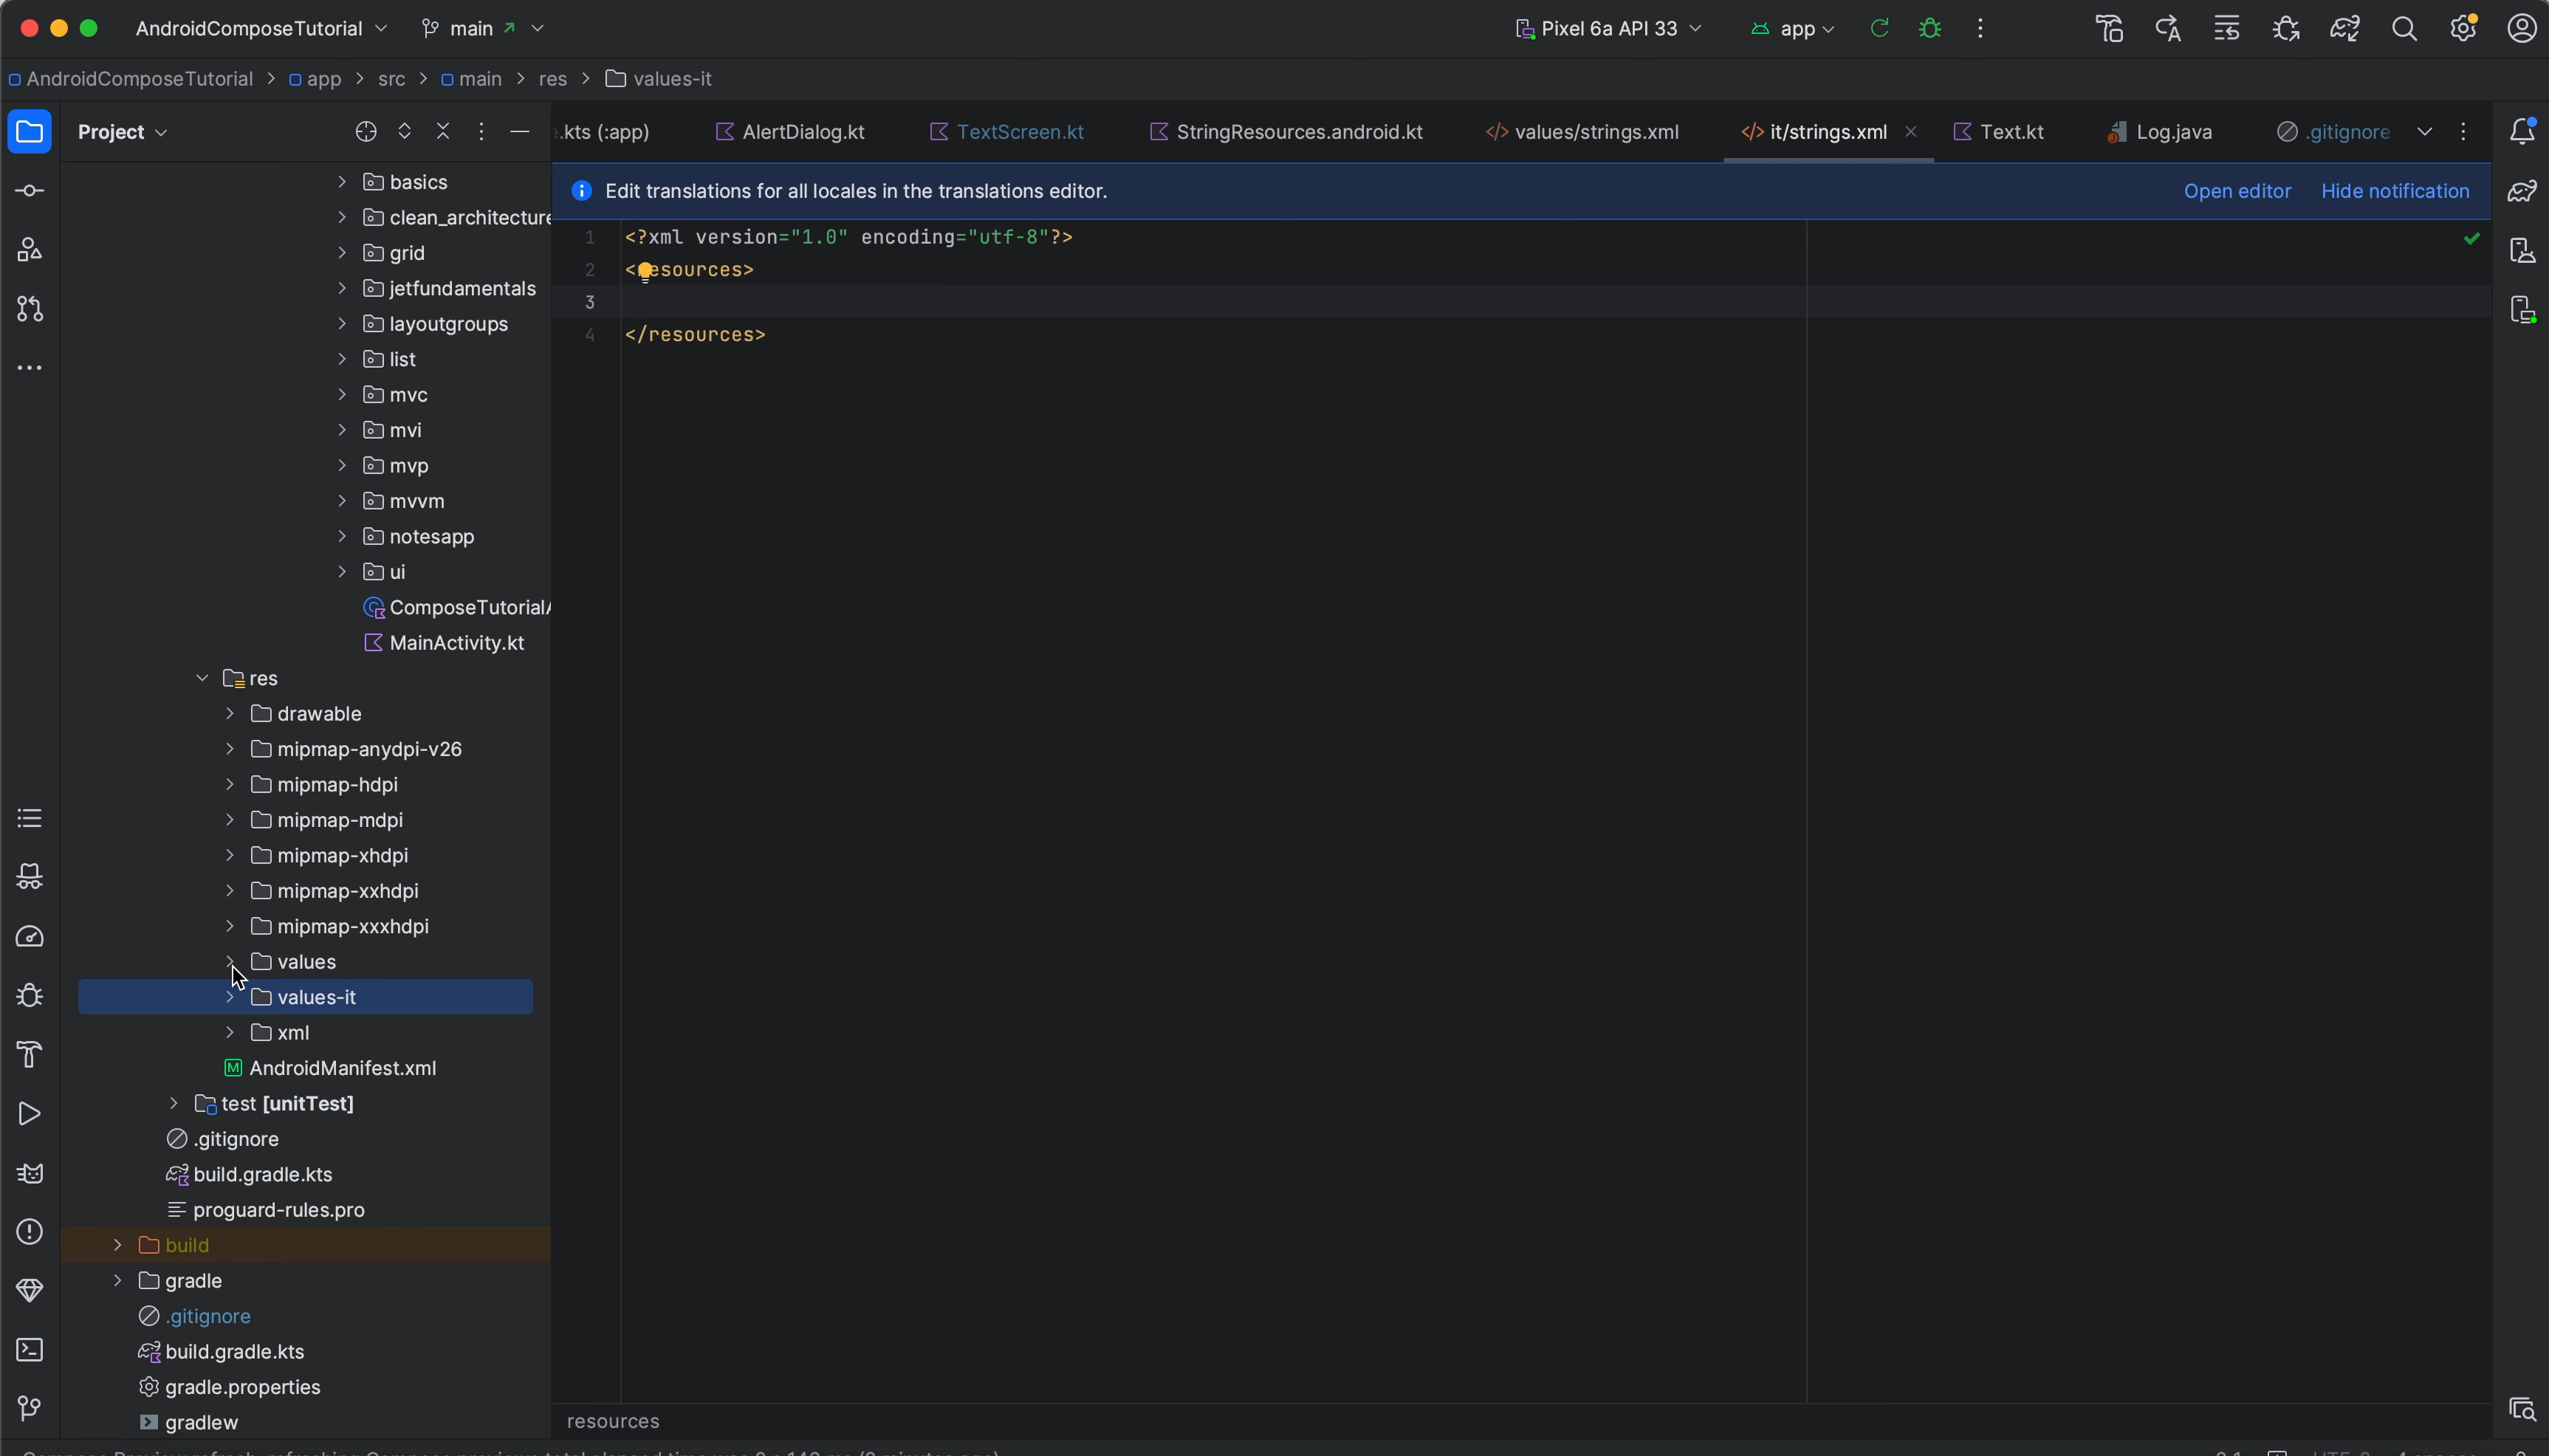 AndroidComposeTutorial main Pixel 6a API 33 app
AndroidComposeTutorial app src main res values-it
Project
.kts (:app) AlertDialog.kt TextScreen.kt StringResources.android.kt values/strings.xml it/strings.xml Text.kt Log.java .gitignore
Edit translations for all locales in the translations editor. Open editor Hide notification
1 <?xml version="1.0" encoding="utf-8"?>
2 <resources>
3
4 </resources>
basics
clean_architecture
grid
jetfundamentals
layoutgroups
list
mvc
mvi
mvp
mvvm
notesapp
ui
ComposeTutorialA
MainActivity.kt
res
drawable
mipmap-anydpi-v26
mipmap-hdpi
mipmap-mdpi
mipmap-xhdpi
mipmap-xxhdpi
mipmap-xxxhdpi
values
values-it
xml
AndroidManifest.xml
test [unitTest]
.gitignore
build.gradle.kts
proguard-rules.pro
build
gradle
.gitignore
build.gradle.kts
gradle.properties
gradlew
resources